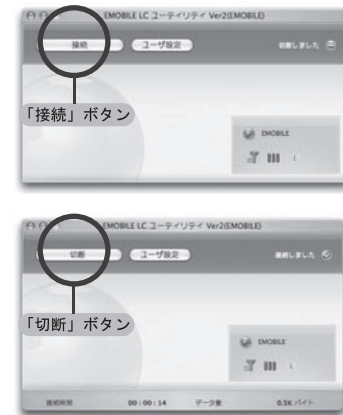 EMOBILE LC ユーティリティ Ver2(EMOBILE)
接続 ユーザ設定 切断しました
「接続」ボタン
EMOBILE
EMOBILE LC ユーティリティ Ver2(EMOBILE)
切断 ユーザ設定 接続しました
「切断」ボタン
EMOBILE
接続時間 00:00:14 データ量 0.5K バイト